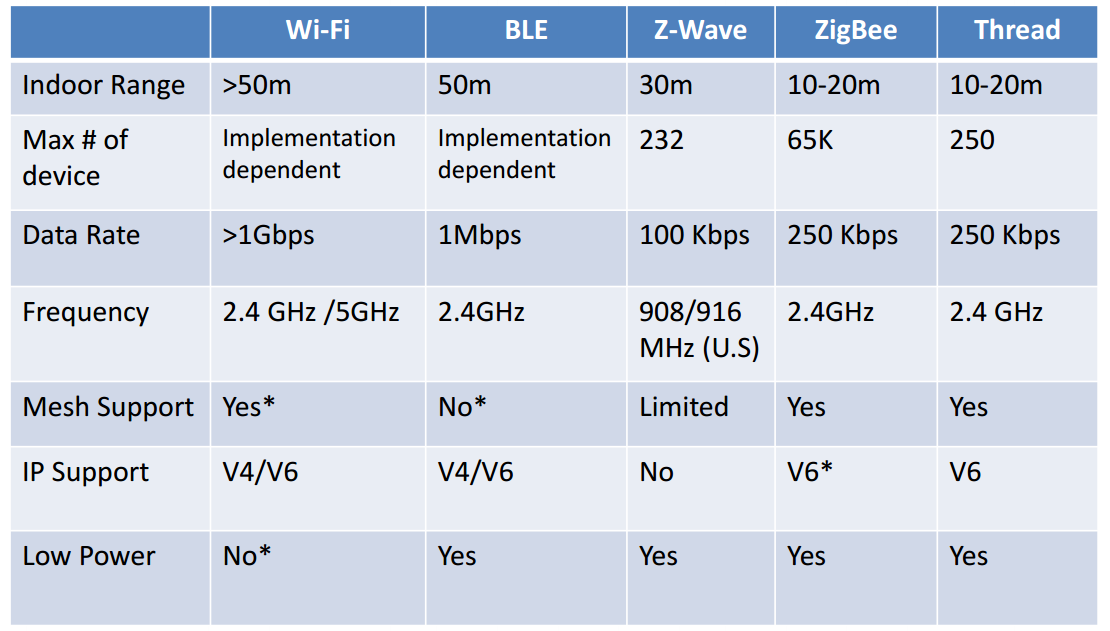 Wi-Fi BLE Z-Wave ZigBee Thread
Indoor Range >50m 50m 30m 10-20m 10-20m
Max # of device Implementation dependent Implementation dependent 232 65K 250
Data Rate >1Gbps 1Mbps 100 Kbps 250 Kbps 250 Kbps
Frequency 2.4 GHz /5GHz 2.4GHz 908/916 MHz (U.S) 2.4GHz 2.4 GHz
Mesh Support Yes* No* Limited Yes Yes
IP Support V4/V6 V4/V6 No V6* V6
Low Power No* Yes Yes Yes Yes